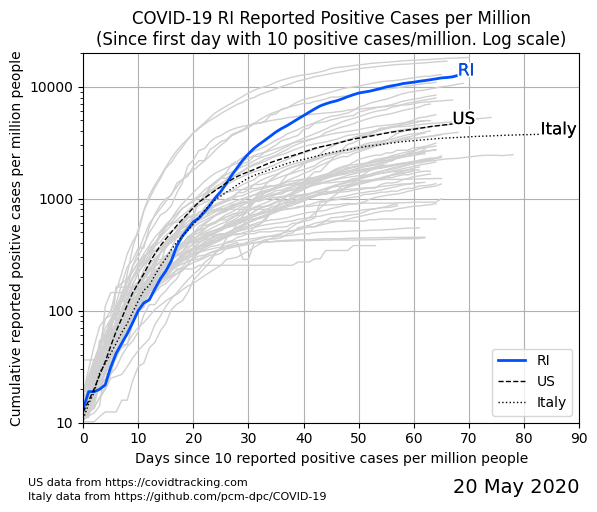 COVID-19 RI Reported Positive Cases per Million
(Since first day with 10 positive cases/million. Log scale)
Cumulative reported positive cases per million people
10000
1000
100
10
RI
US
Italy
RI
US
Italy
0 10 20 30 40 50 60 70 80 90
Days since 10 reported positive cases per million people
US data from https://covidtracking.com
Italy data from https://github.com/pcm-dpc/COVID-19
20 May 2020